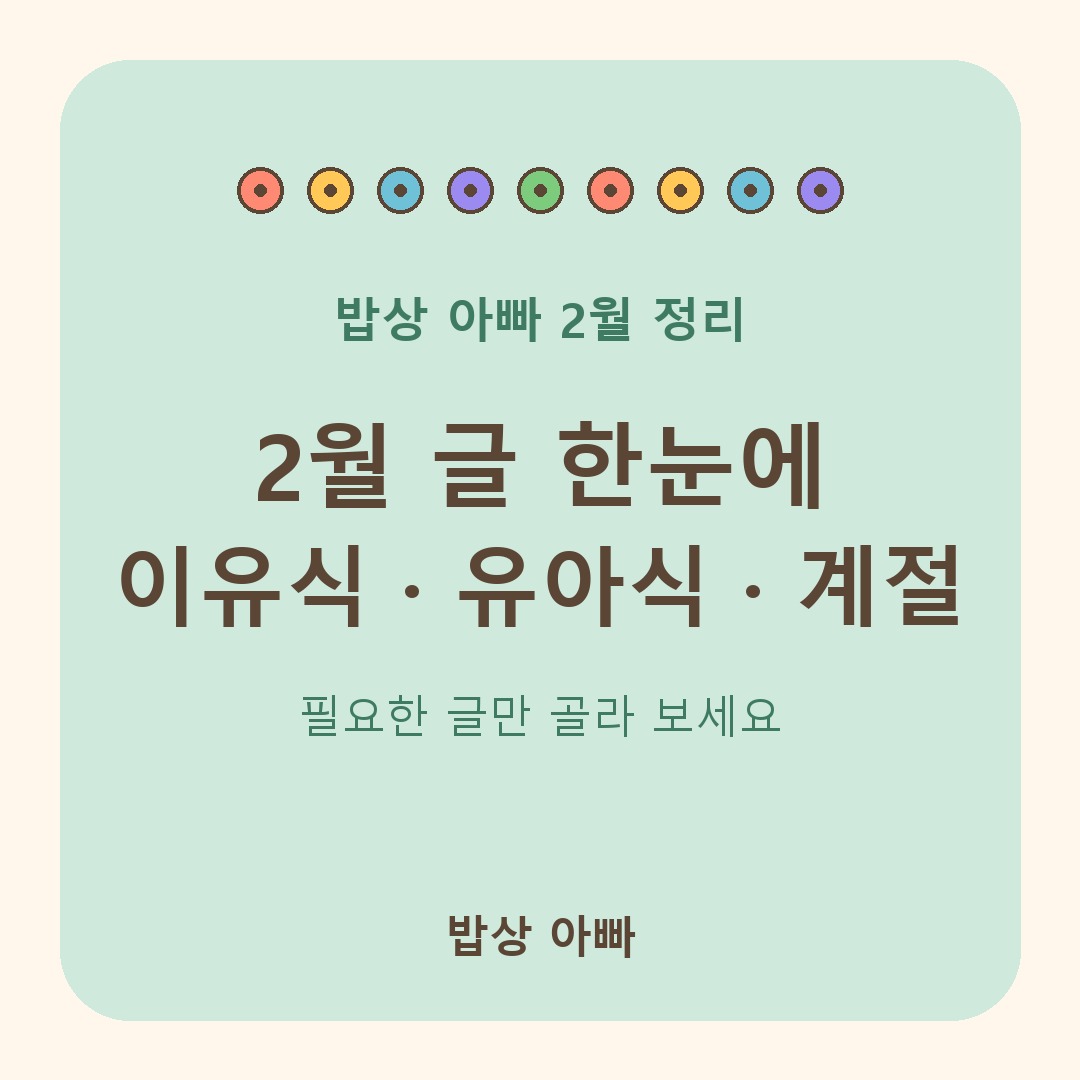 밥상 아빠 2월 정리
2월 글 한눈에
이유식 · 유아식 · 계절
필요한 글만 골라 보세요
밥상 아빠